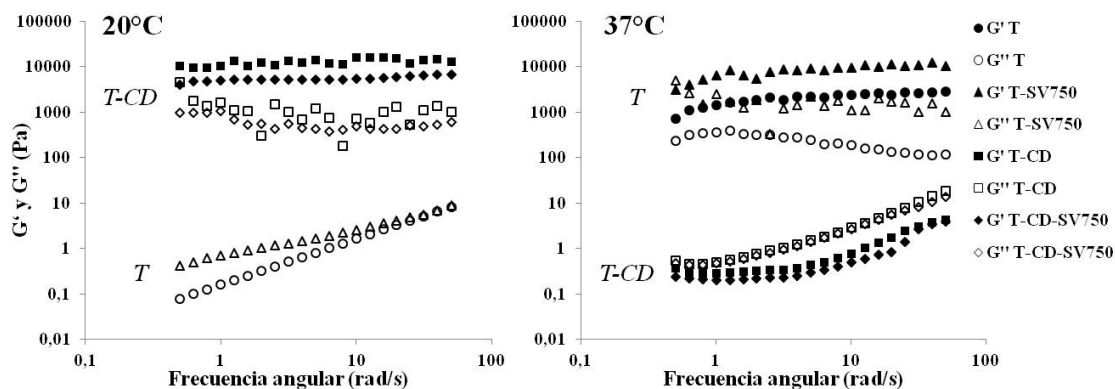 20°C
100000
10000
1000
100
10
1
0,1
0,01
T-CD
T
G‘ y G'' (Pa)
0,1
1
10
100
Frecuencia angular (rad/s)
37°C
100000
10000
1000
100
10
1
0,1
0,01
T
T-CD
0,1
1
10
100
Frecuencia angular (rad/s)
G' T
G'' T
G' T-SV750
G'' T-SV750
G' T-CD
G'' T-CD
G' T-CD-SV750
G'' T-CD-SV750